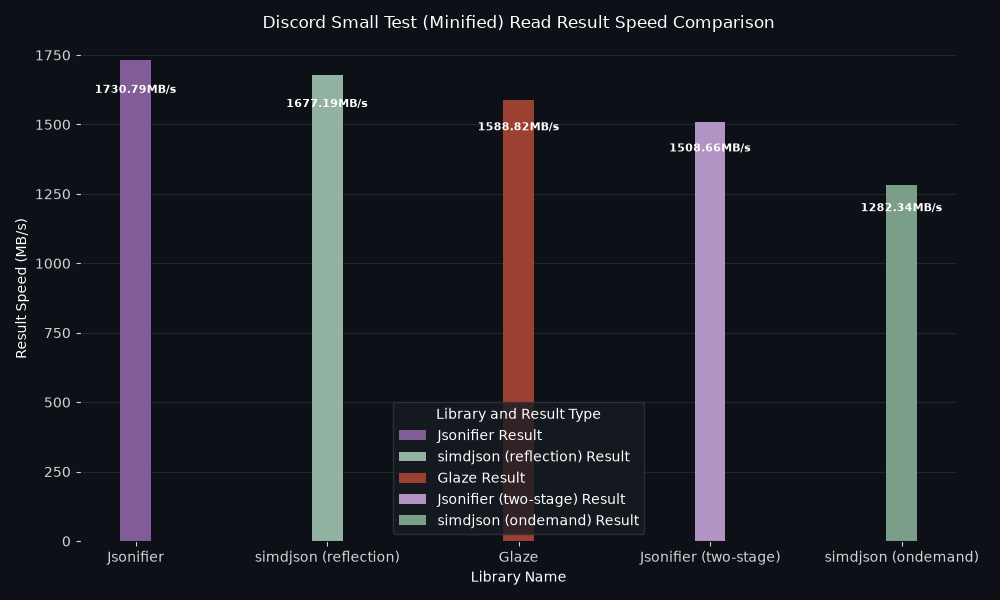 Discord Small Test (Minified) Read Result Speed Comparison
1750
1500
1250
1000
750
500
250
0
Result Speed (MB/s)
1730.79MB/s
1677.19MB/s
1588.82MB/s
1508.66MB/s
1282.34MB/s
Library and Result Type
Jsonifier Result
simdjson (reflection) Result
Glaze Result
Jsonifier (two-stage) Result
simdjson (ondemand) Result
Jsonifier
simdjson (reflection)
Glaze
Jsonifier (two-stage)
simdjson (ondemand)
Library Name